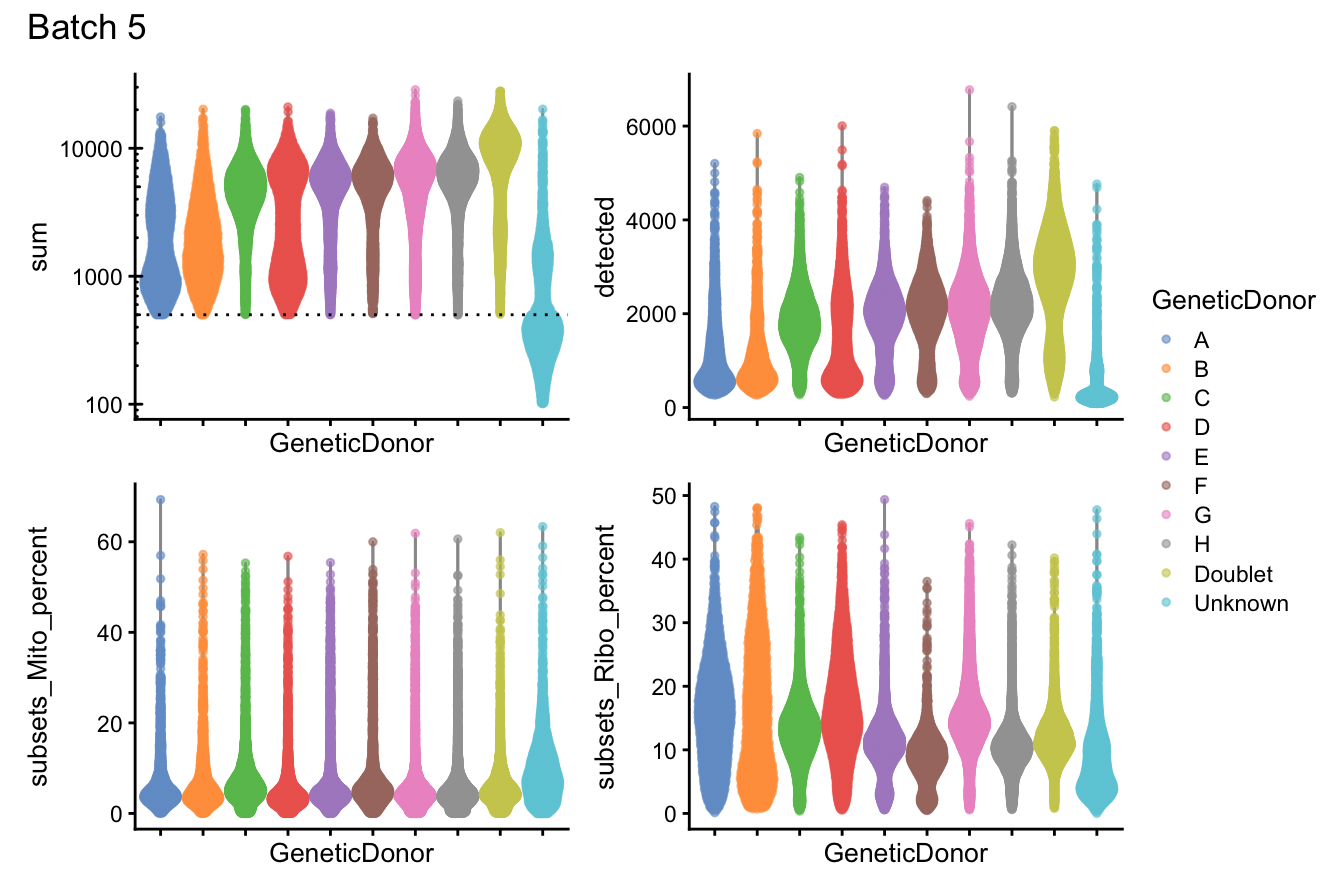 Batch 5
sum
10000
1000
100
GeneticDonor
detected
6000
4000
2000
0
GeneticDonor
subsets_Mito_percent
60
40
20
0
GeneticDonor
subsets_Ribo_percent
50
40
30
20
10
0
GeneticDonor
GeneticDonor
A
B
C
D
E
F
G
H
Doublet
Unknown